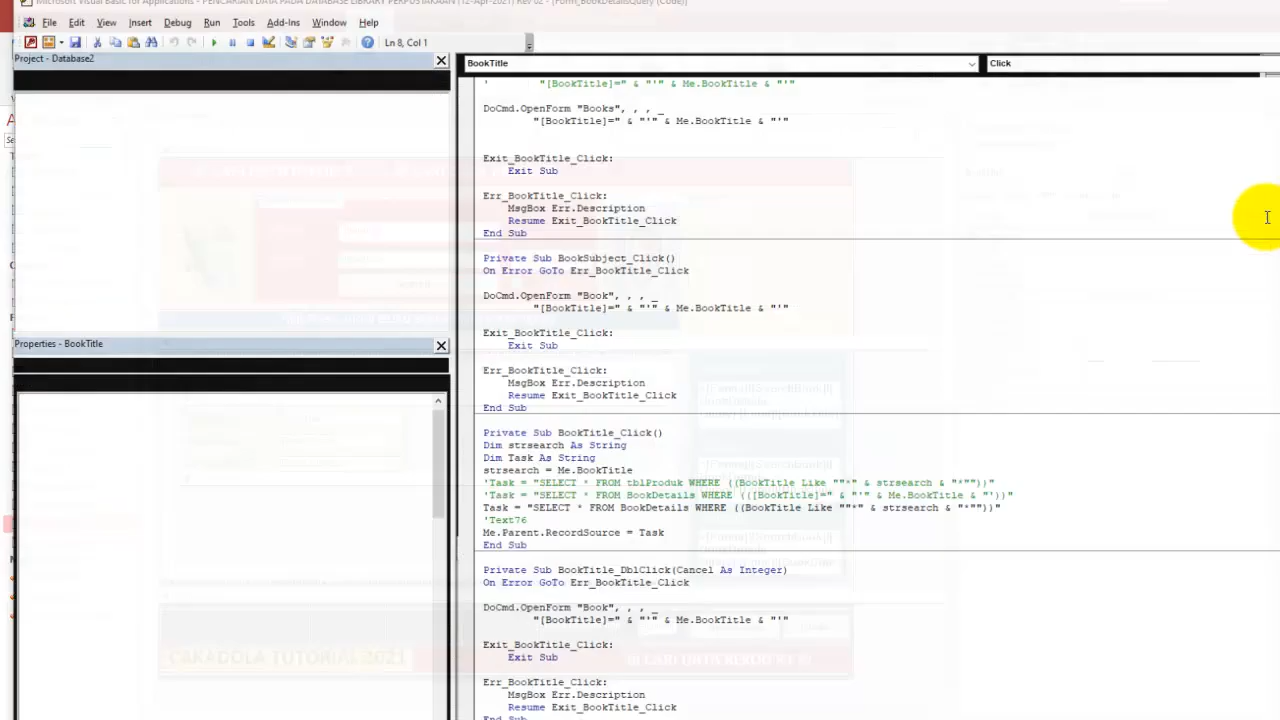 Microsoft Visual Basic for Applications - PENCARIAN DATA PADA DATABASE LIBRARY PERPUSTAKAAN (12-Apr-2021) Rev 02 - [Form_BookDetailsQuery (Code)]
File Edit View Insert Debug Run Tools Add-Ins Window Help
Ln 8, Col 1
Project - Database2
BookTitle
Click
' "[BookTitle]=" & "'" & Me.BookTitle & "'"
DoCmd.OpenForm "Books", , , _
"[BookTitle]=" & "'" & Me.BookTitle & "'"
Exit_BookTitle_Click:
Exit Sub
Err_BookTitle_Click:
MsgBox Err.Description
Resume Exit_BookTitle_Click
End Sub
Private Sub BookSubject_Click()
On Error GoTo Err_BookTitle_Click
DoCmd.OpenForm "Book", , , _
"[BookTitle]=" & "'" & Me.BookTitle & "'"
Exit_BookTitle_Click:
Exit Sub
Properties - BookTitle
Err_BookTitle_Click:
MsgBox Err.Description
Resume Exit_BookTitle_Click
End Sub
Private Sub BookTitle_Click()
Dim strsearch As String
Dim Task As String
strsearch = Me.BookTitle
'Task = "SELECT * FROM tblProduk WHERE ((BookTitle Like ""*" & strsearch & "*""))"
'Task = "SELECT * FROM BookDetails WHERE (([BookTitle]=" & "'" & Me.BookTitle & "'))"
Task = "SELECT * FROM BookDetails WHERE ((BookTitle Like ""*" & strsearch & "*""))"
'Text76
Me.Parent.RecordSource = Task
End Sub
Private Sub BookTitle_DblClick(Cancel As Integer)
On Error GoTo Err_BookTitle_Click
DoCmd.OpenForm "Book", , , _
"[BookTitle]=" & "'" & Me.BookTitle & "'"
Exit_BookTitle_Click:
Exit Sub
CAKADOLA TUTORIAL 2021
Err_BookTitle_Click:
MsgBox Err.Description
Resume Exit_BookTitle_Click
End Sub